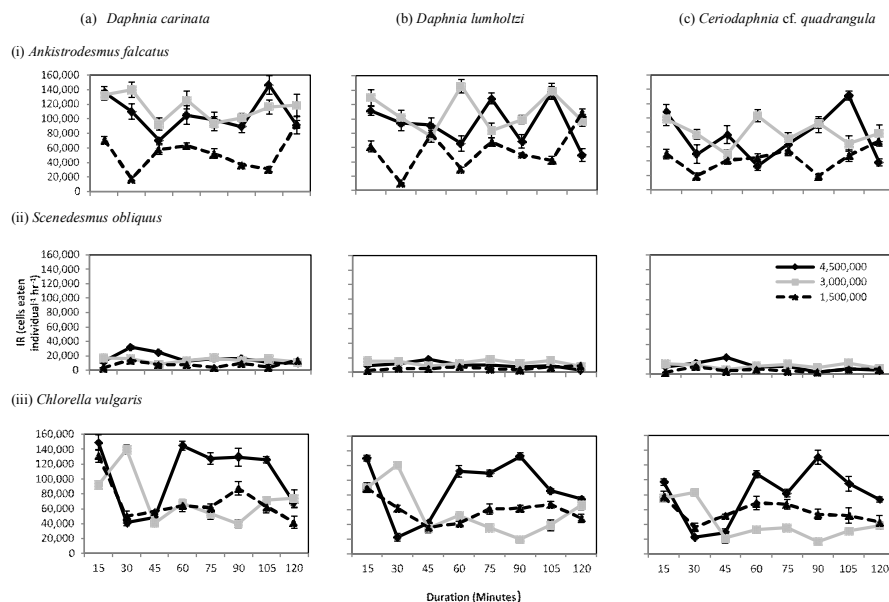 (a) Daphnia carinata
(b) Daphnia lumholtzi
(c) Ceriodaphnia cf. quadrangula
(i) Ankistrodesmus falcatus
160,000
140,000
120,000
100,000
80,000
60,000
40,000
20,000
0
(ii) Scenedesmus obliquus
160,000
140,000
120,000
100,000
80,000
60,000
40,000
20,000
0
IR (cells eaten
individual⁻¹ hr⁻¹)
4,500,000
3,000,000
1,500,000
(iii) Chlorella vulgaris
160,000
140,000
120,000
100,000
80,000
60,000
40,000
20,000
0
15 30 45 60 75 90 105 120
15 30 45 60 75 90 105 120
15 30 45 60 75 90 105 120
Duration (Minutes)